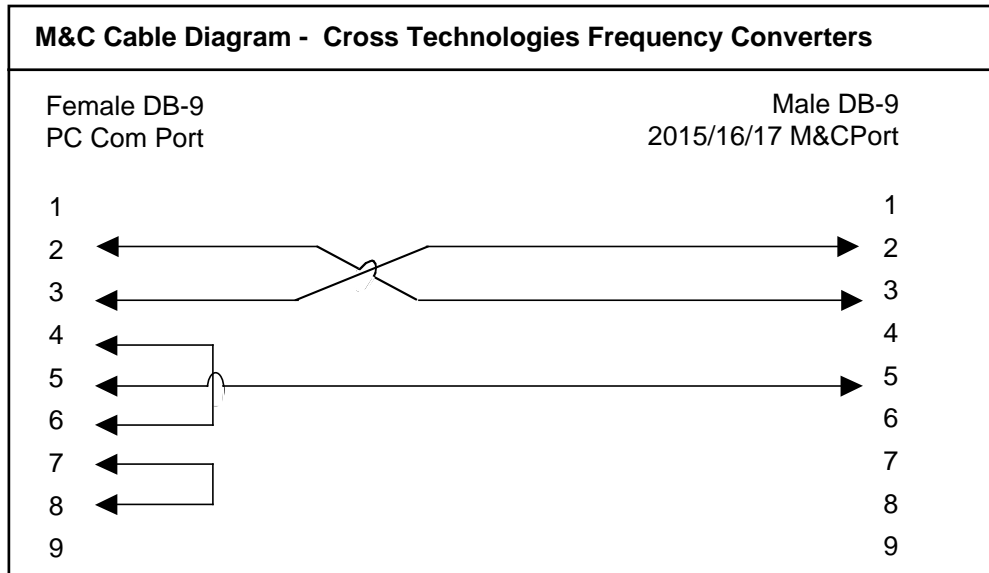 M&C Cable Diagram - Cross Technologies Frequency Converters
Female DB-9
PC Com Port
Male DB-9
2015/16/17 M&CPort
1 1
2 2
3 3
4 4
5 5
6 6
7 7
8 8
9 9